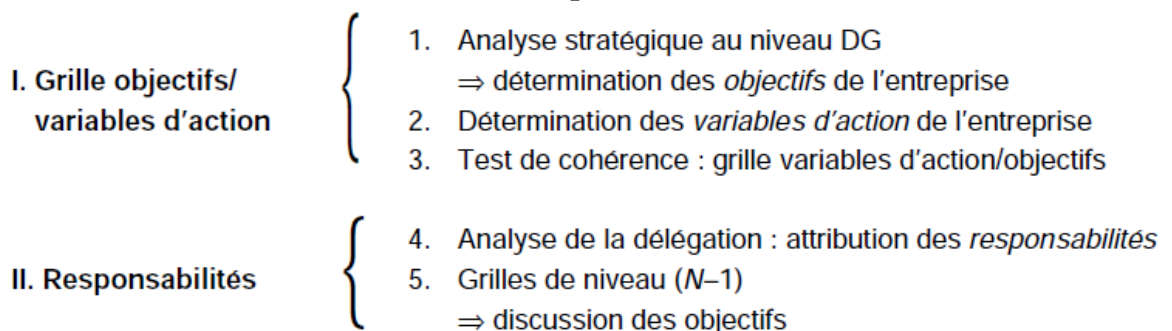 I. Grille objectifs/
variables d'action
1. Analyse stratégique au niveau DG
⇒ détermination des objectifs de l'entreprise
2. Détermination des variables d'action de l'entreprise
3. Test de cohérence : grille variables d'action/objectifs
II. Responsabilités
4. Analyse de la délégation : attribution des responsabilités
5. Grilles de niveau (N–1)
⇒ discussion des objectifs